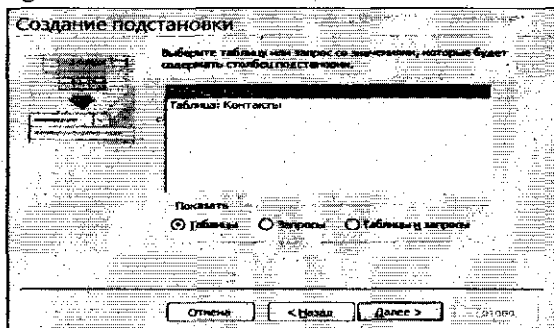 Создание подстановки
Выберите таблицу или запрос со значениями, которые будет
содержать столбец подстановки.
Таблица: Контакты
Показать
Таблицы Запросы Таблицы и запросы
Отмена < Назад Далее > Готово